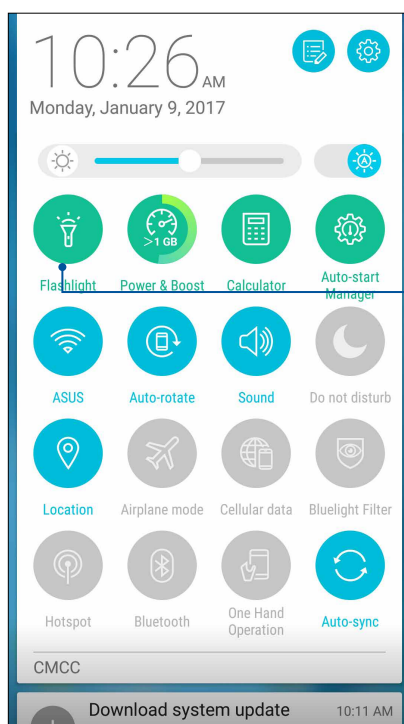 10:26 AM
Monday, January 9, 2017
A
>1 GB
Flashlight Power & Boost Calculator Auto-start
Manager
ASUS Auto-rotate Sound Do not disturb
Location Airplane mode Cellular data Bluelight Filter
Hotspot Bluetooth One Hand
Operation Auto-sync
CMCC
Download system update 10:11 AM